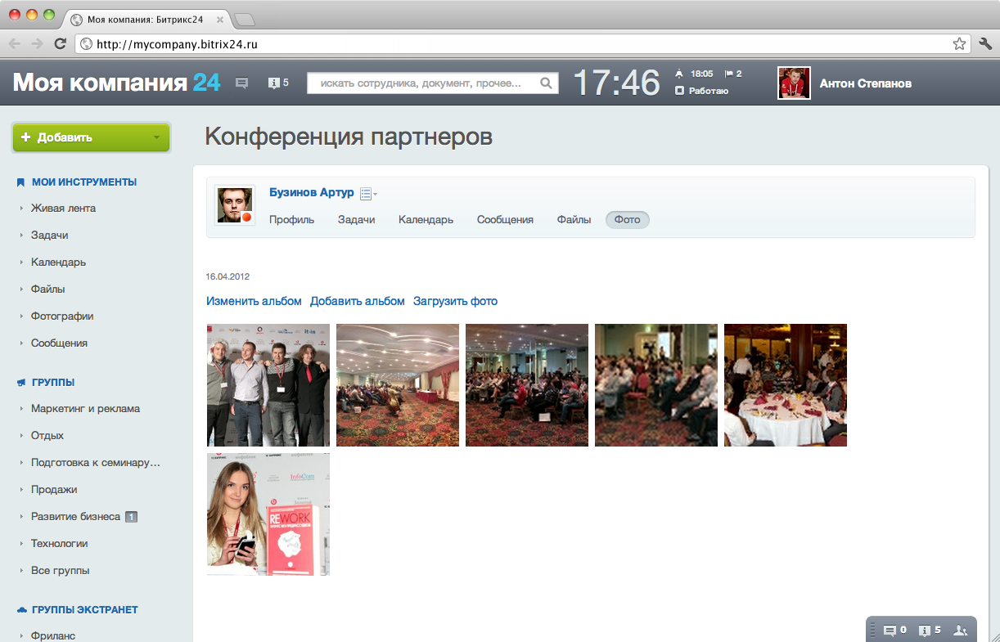 Моя компания: Битрикс24
http://mycompany.bitrix24.ru
Моя компания 24
5
искать сотрудника, документ, прочее...
17:46
18:05
2
Работаю
Антон Степанов
Добавить
Конференция партнеров
МОИ ИНСТРУМЕНТЫ
Живая лента
Задачи
Календарь
Файлы
Фотографии
Сообщения
ГРУППЫ
Маркетинг и реклама
Отдых
Подготовка к семинару...
Продажи
Развитие бизнеса 1
Технологии
Все группы
ГРУППЫ ЭКСТРАНЕТ
Фриланс
Бузинов Артур
Профиль Задачи Календарь Сообщения Файлы Фото
16.04.2012
Изменить альбом Добавить альбом Загрузить фото
InfoCom
REWORK
0 5